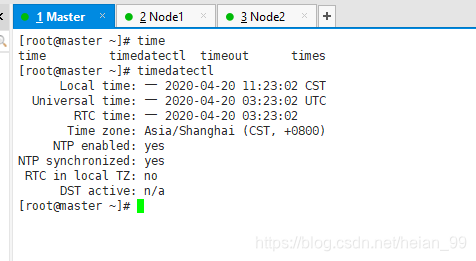 1 Master
2 Node1
3 Node2
[root@master ~]# time
time timedatectl timeout times
[root@master ~]# timedatectl
Local time: 一 2020-04-20 11:23:02 CST
Universal time: 一 2020-04-20 03:23:02 UTC
RTC time: 一 2020-04-20 03:23:02
Time zone: Asia/Shanghai (CST, +0800)
NTP enabled: yes
NTP synchronized: yes
RTC in local TZ: no
DST active: n/a
[root@master ~]#
https://blog.csdn.net/heian_99